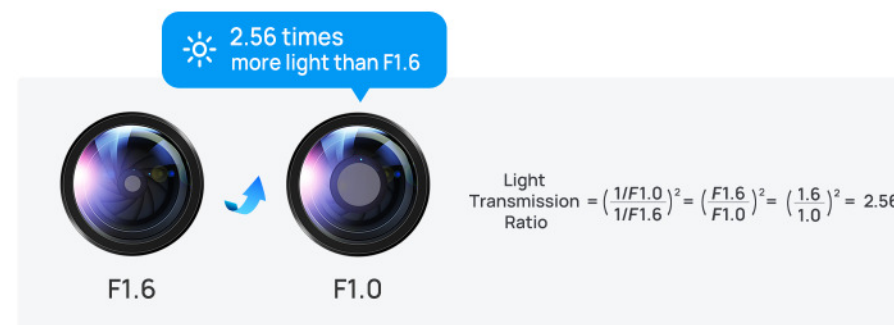 2.56 times
more light than F1.6
F1.6
F1.0
Light
Transmission
Ratio
= (1/F1.0 / 1/F1.6)² = (F1.6 / F1.0)² = (1.6 / 1.0)² = 2.56